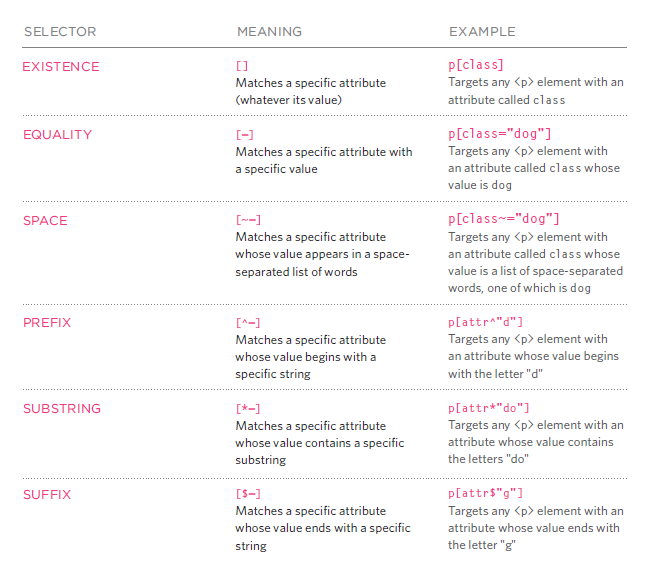 SELECTOR MEANING EXAMPLE
EXISTENCE [] p[class]
Matches a specific attribute Targets any <p> element with an
(whatever its value) attribute called class
EQUALITY [=] p[class="dog"]
Matches a specific attribute with Targets any <p> element with
a specific value an attribute called class whose
value is dog
SPACE [~=] p[class~="dog"]
Matches a specific attribute Targets any <p> element with
whose value appears in a space- an attribute called class whose
separated list of words value is a list of space-separated
words, one of which is dog
PREFIX [^=] p[attr^"d"]
Matches a specific attribute Targets any <p> element with
whose value begins with a an attribute whose value begins
specific string with the letter "d"
SUBSTRING [*=] p[attr*"do"]
Matches a specific attribute Targets any <p> element with an
whose value contains a specific attribute whose value contains
substring the letters "do"
SUFFIX [$=] p[attr$"g"]
Matches a specific attribute Targets any <p> element with an
whose value ends with a specific attribute whose value ends with
string the letter "g"